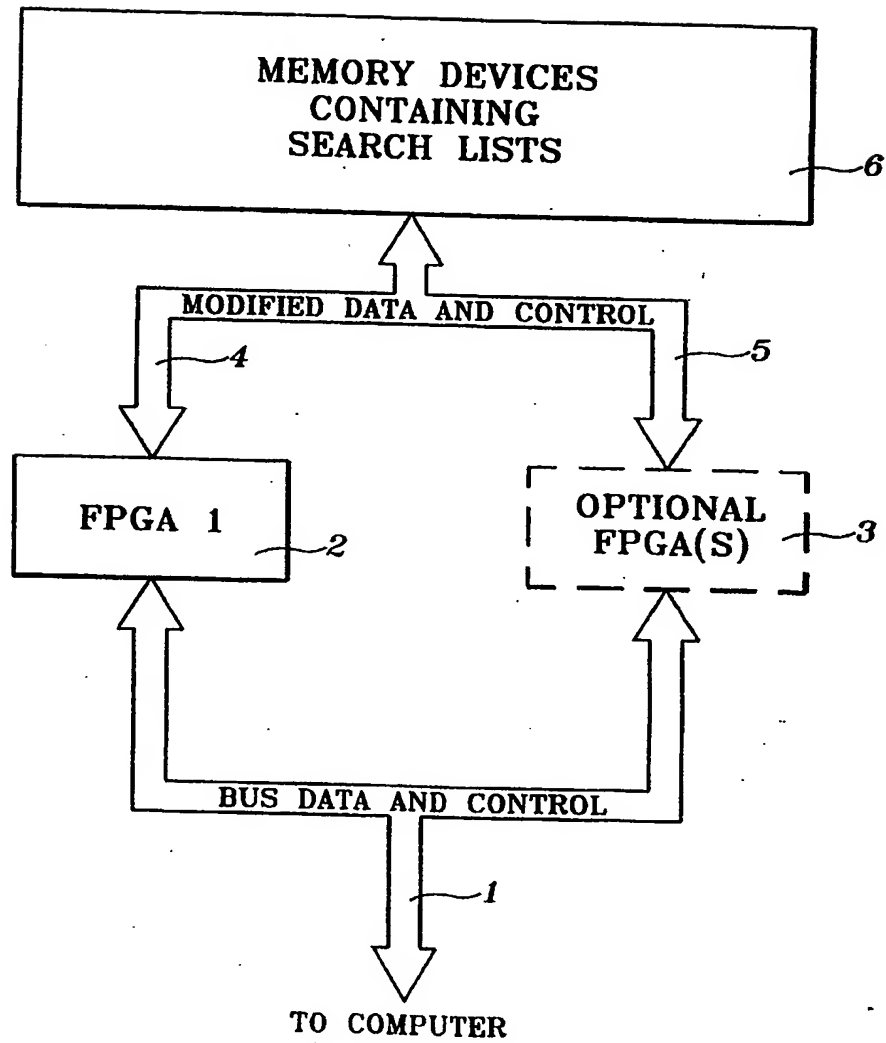 MEMORY DEVICES
CONTAINING
SEARCH LISTS
6
MODIFIED DATA AND CONTROL
4
5
FPGA 1
2
OPTIONAL
FPGA(S)
3
BUS DATA AND CONTROL
1
TO COMPUTER